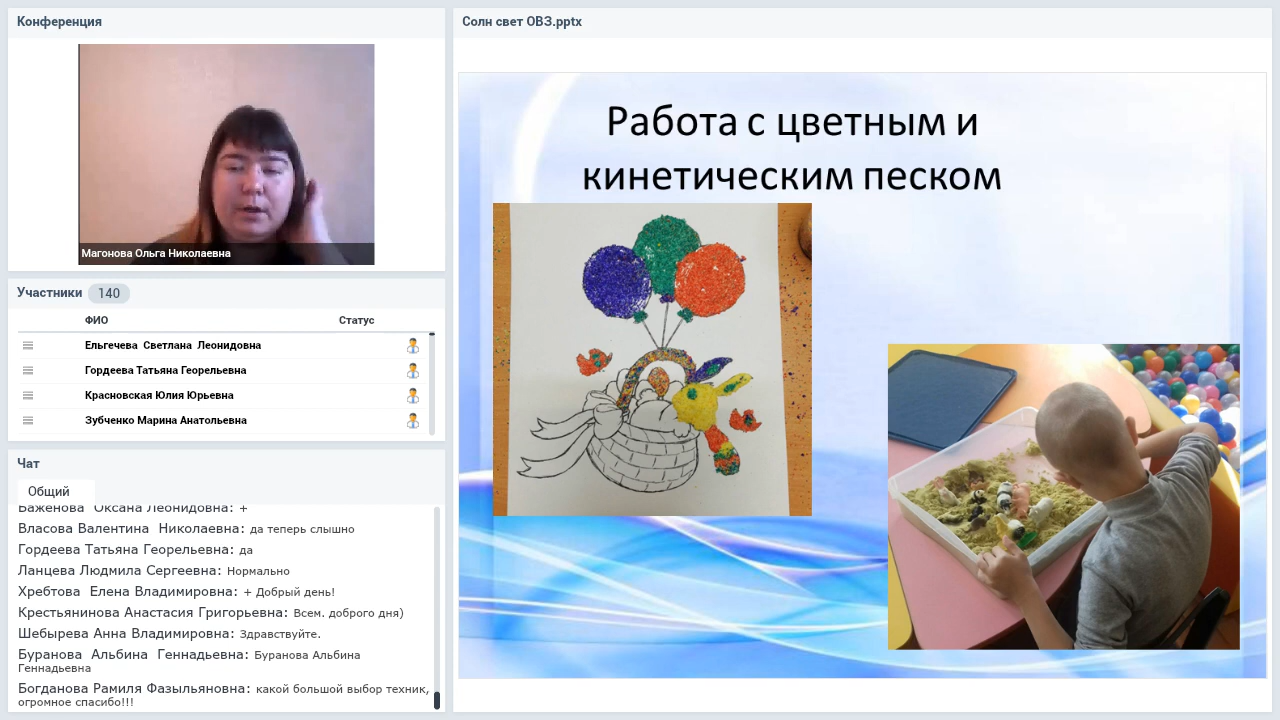 Конференция
Магонова Ольга Николаевна
Участники 140
ФИО Статус
Ельгечева Светлана Леонидовна
Гордеева Татьяна Георельевна
Красновская Юлия Юрьевна
Зубченко Марина Анатольевна
Чат
Общий
Баженова Оксана Леонидовна: +
Власова Валентина Николаевна: да теперь слышно
Гордеева Татьяна Георельевна: да
Ланцева Людмила Сергеевна: Нормально
Хребтова Елена Владимировна: + Добрый день!
Крестьянинова Анастасия Григорьевна: Всем. доброго дня)
Шебырева Анна Владимировна: Здравствуйте.
Буранова Альбина Геннадьевна: Буранова Альбина
Геннадьевна
Богданова Рамиля Фазыльяновна: какой большой выбор техник,
огромное спасибо!!!
Солн свет ОВЗ.pptx
Работа с цветным и
кинетическим песком